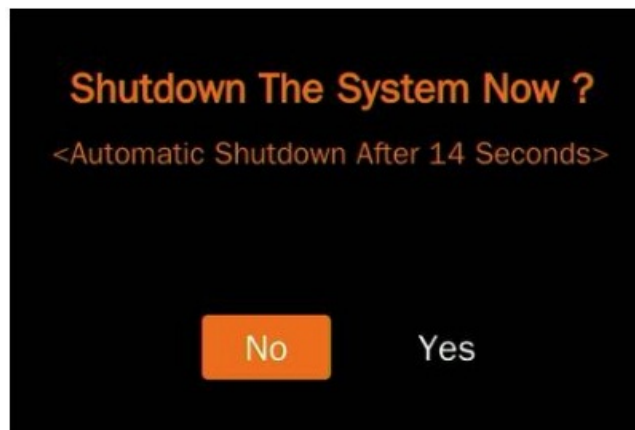 Shutdown The System Now ?
<Automatic Shutdown After 14 Seconds>
No Yes